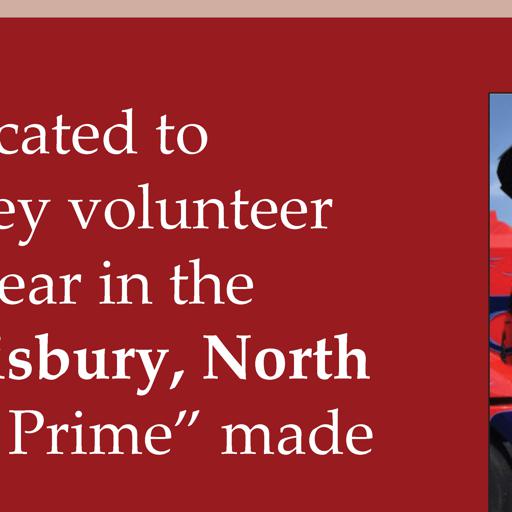 cated to
ey volunteer
ear in the
isbury, North
Prime” made